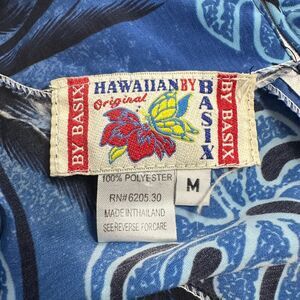 BY BASIX
HAWAIIAN BY
Original
BASIX
BY BASIX
100% POLYESTER
M
RN# 6205.30
MADE IN THAILAND
SEE REVERSE FOR CARE